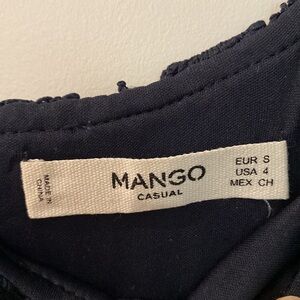 MADE IN
CHINA
MANGO
CASUAL
EUR S
USA 4
MEX CH